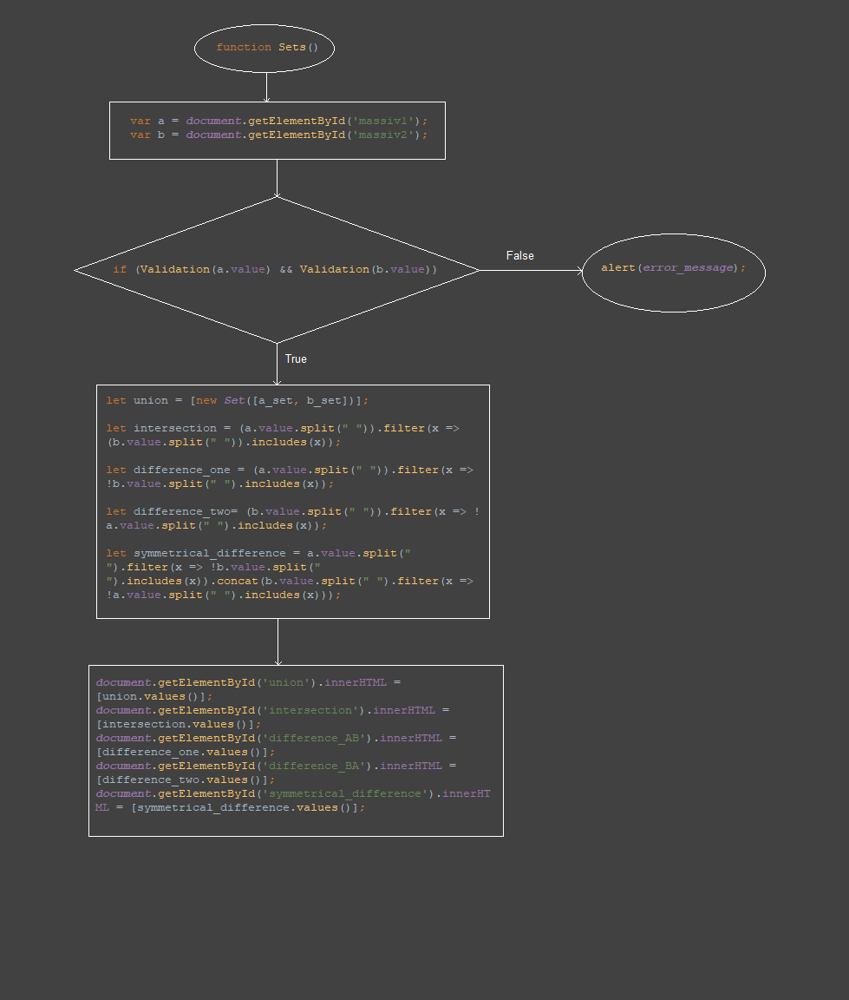 function Sets()
var a = document.getElementById('massiv1');
var b = document.getElementById('massiv2');
if (Validation(a.value) && Validation(b.value))
False
alert(error_message);
True
let union = [new Set([a_set, b_set])];
let intersection = (a.value.split(" ")).filter(x =>
(b.value.split(" ")).includes(x));
let difference_one = (a.value.split(" ")).filter(x =>
!b.value.split(" ").includes(x));
let difference_two= (b.value.split(" ")).filter(x => !
a.value.split(" ").includes(x));
let symmetrical_difference = a.value.split("
").filter(x => !b.value.split("
").includes(x)).concat(b.value.split(" ").filter(x =>
!a.value.split(" ").includes(x)));
document.getElementById('union').innerHTML =
[union.values()];
document.getElementById('intersection').innerHTML =
[intersection.values()];
document.getElementById('difference_AB').innerHTML =
[difference_one.values()];
document.getElementById('difference_BA').innerHTML =
[difference_two.values()];
document.getElementById('symmetrical_difference').innerHT
ML = [symmetrical_difference.values()];